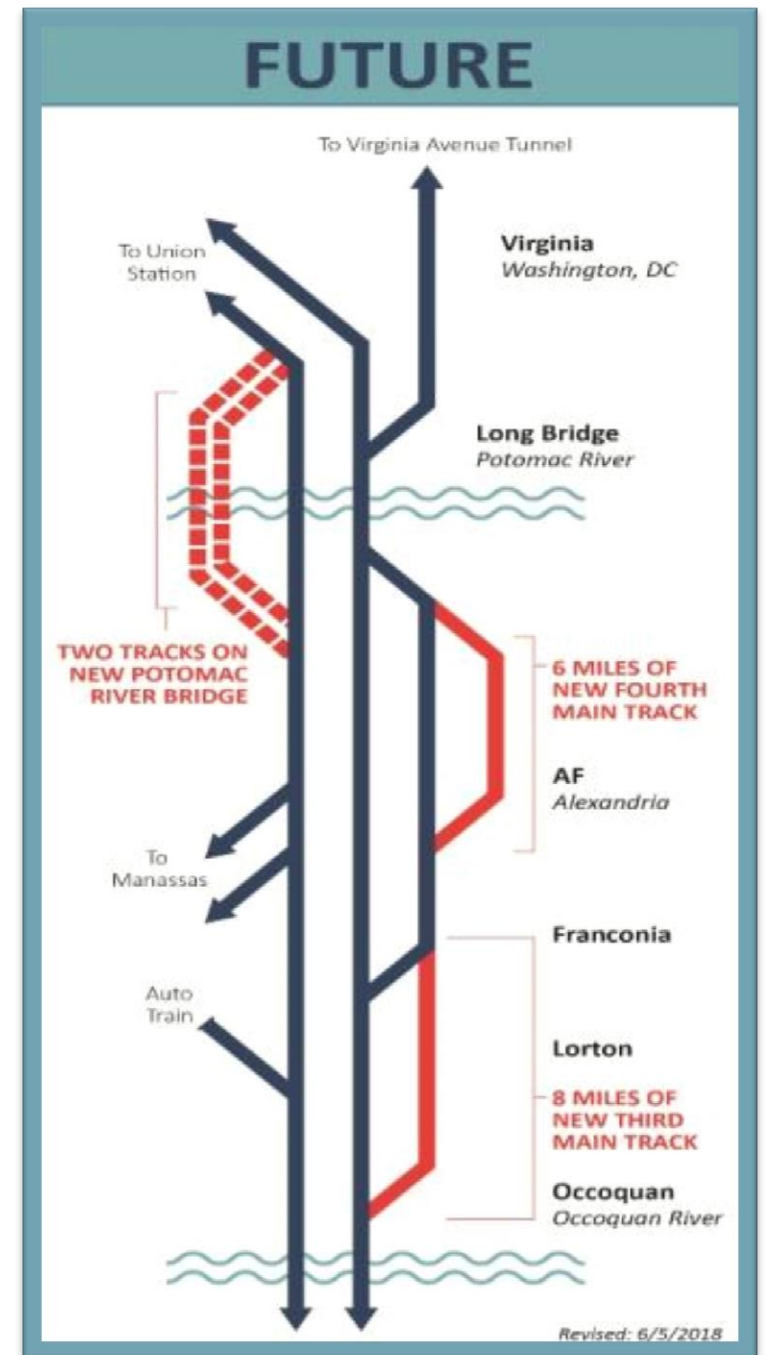 FUTURE
To Virginia Avenue Tunnel
To Union
Station
Virginia
Washington, DC
Long Bridge
Potomac River
TWO TRACKS ON
NEW POTOMAC
RIVER BRIDGE
6 MILES OF
NEW FOURTH
MAIN TRACK
AF
Alexandria
To
Manassas
Franconia
Auto
Train
Lorton
8 MILES OF
NEW THIRD
MAIN TRACK
Occoquan
Occoquan River
Revised: 6/5/2018